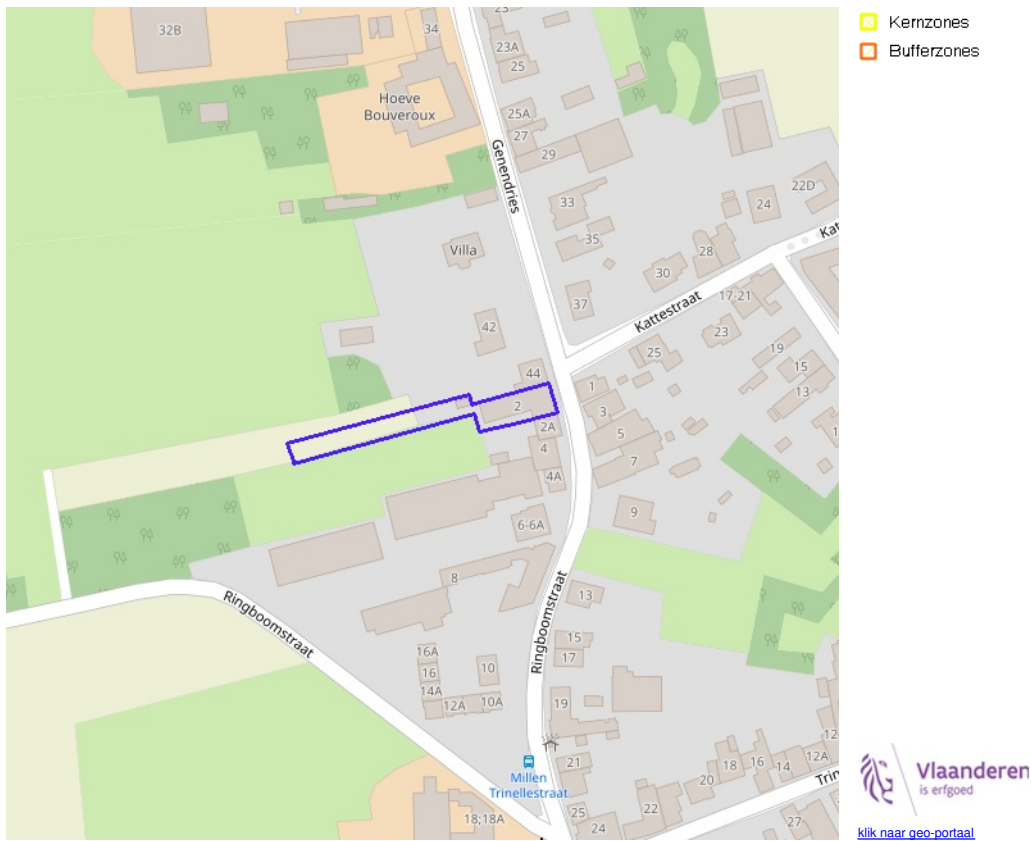 Kernzones
Bufferzones
32B
34
23
23A
25
Hoeve
Bouveroux
25A
27
29
Genendries
33
35
22D
24
Kat
28
30
Villa
37
17-21
Kattestraat
42
23
25
19
15
13
44
1
2
3
2A
5
1
4
7
4A
9
6-6A
8
13
Ringboomstraat
Ringboomstraat
15
17
16A
16
10
14A
12A
10A
19
12
21
Millen
Trinellestraat
18
16
14
12A
20
Trin
25
22
18;18A
24
27
Vlaanderen
is erfgoed
klik naar geo-portaal